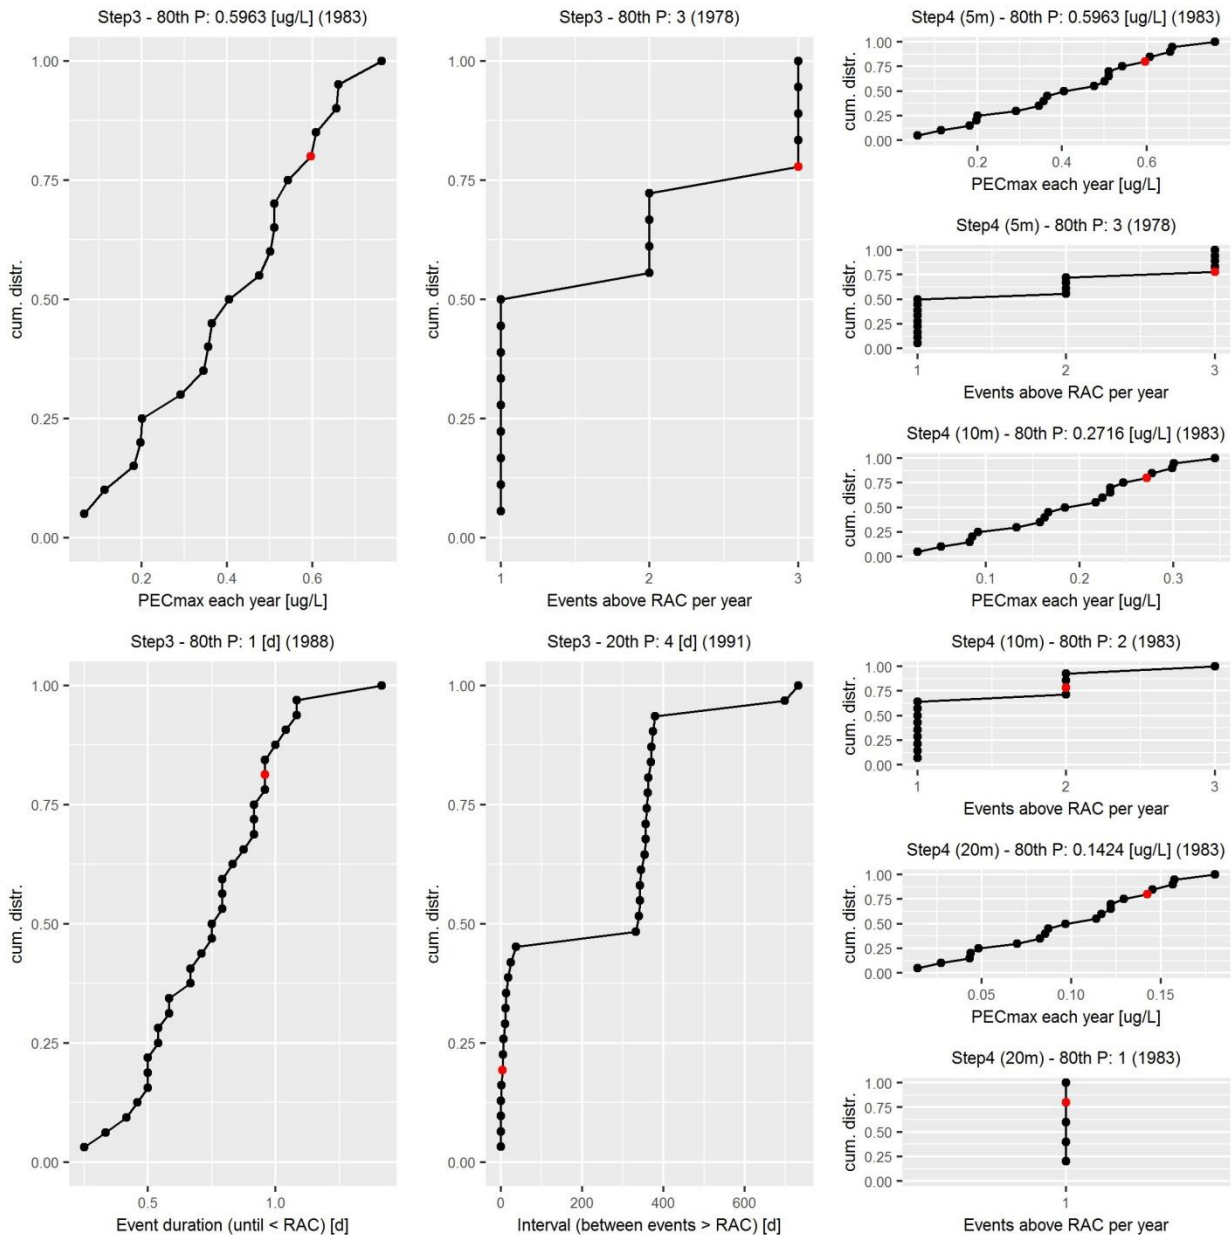 Step3 - 80th P: 0.5963 [ug/L] (1983)
cum. distr.
1.00
0.75
0.50
0.25
0.00
0.2 0.4 0.6
PECmax each year [ug/L]
Step3 - 80th P: 3 (1978)
cum. distr.
1.00
0.75
0.50
0.25
0.00
1 2 3
Events above RAC per year
Step4 (5m) - 80th P: 0.5963 [ug/L] (1983)
cum. distr.
1.00
0.75
0.50
0.25
0.00
0.2 0.4 0.6
PECmax each year [ug/L]
Step4 (5m) - 80th P: 3 (1978)
cum. distr.
1.00
0.75
0.50
0.25
0.00
1 2 3
Events above RAC per year
Step4 (10m) - 80th P: 0.2716 [ug/L] (1983)
cum. distr.
1.00
0.75
0.50
0.25
0.00
0.1 0.2 0.3
PECmax each year [ug/L]
Step3 - 80th P: 1 [d] (1988)
cum. distr.
1.00
0.75
0.50
0.25
0.00
0.5 1.0
Event duration (until < RAC) [d]
Step3 - 20th P: 4 [d] (1991)
cum. distr.
1.00
0.75
0.50
0.25
0.00
0 200 400 600
Interval (between events > RAC) [d]
Step4 (10m) - 80th P: 2 (1983)
cum. distr.
1.00
0.75
0.50
0.25
0.00
1 2 3
Events above RAC per year
Step4 (20m) - 80th P: 0.1424 [ug/L] (1983)
cum. distr.
1.00
0.75
0.50
0.25
0.00
0.05 0.10 0.15
PECmax each year [ug/L]
Step4 (20m) - 80th P: 1 (1983)
cum. distr.
1.00
0.75
0.50
0.25
0.00
1
Events above RAC per year